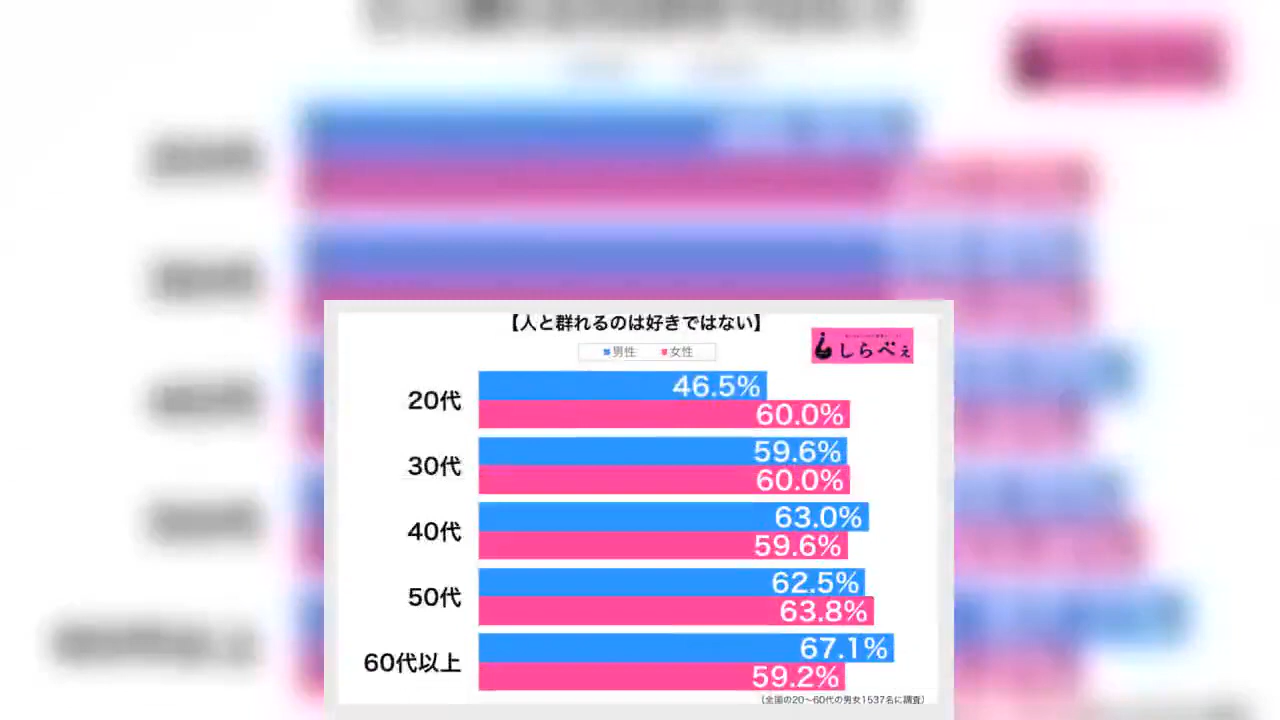 【人と群れるのは好きではない】
男性 女性
しらべぇ
20代
46.5%
60.0%
30代
59.6%
60.0%
40代
63.0%
59.6%
50代
62.5%
63.8%
60代以上
67.1%
59.2%
(全国の20〜60代の男女1537名に調査)